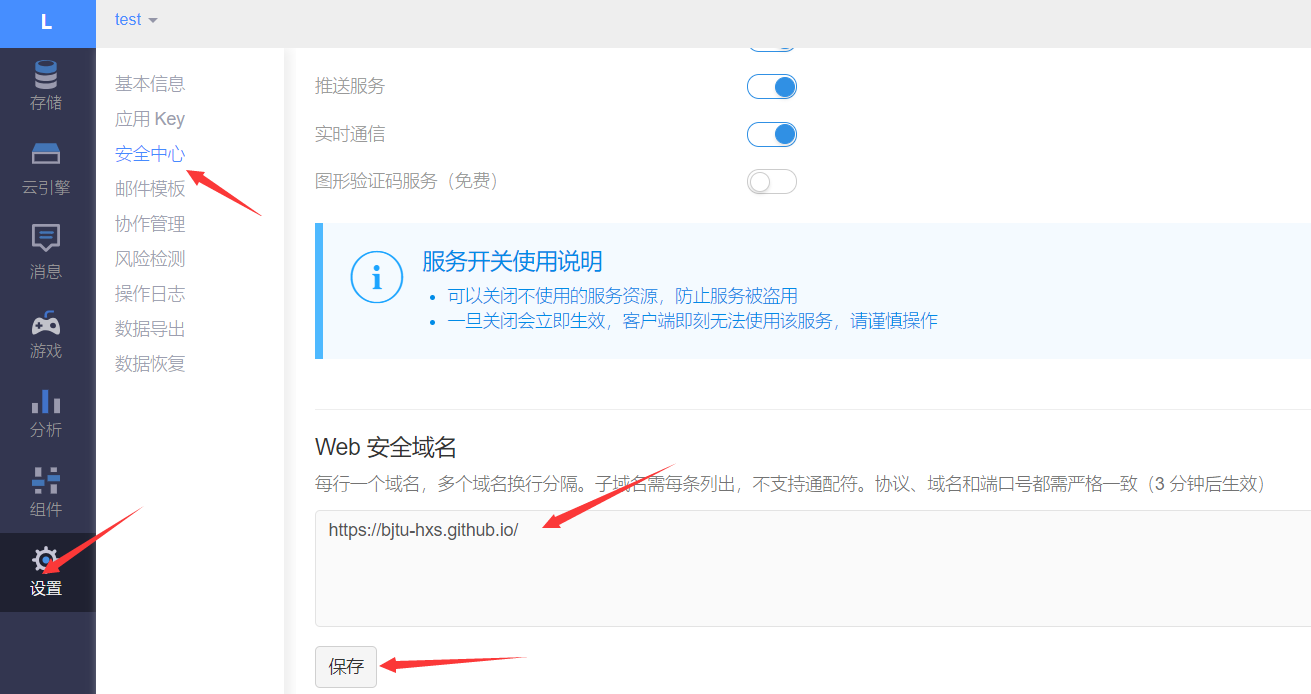 L
test
存储
云引擎
消息
游戏
分析
组件
设置
基本信息
应用 Key
安全中心
邮件模板
协作管理
风险检测
操作日志
数据导出
数据恢复
推送服务
实时通信
图形验证码服务（免费）
服务开关使用说明
可以关闭不使用的服务资源，防止服务被盗用
一旦关闭会立即生效，客户端即刻无法使用该服务，请谨慎操作
Web 安全域名
每行一个域名，多个域名换行分隔。子域名需每条列出，不支持通配符。协议、域名和端口号都需严格一致（3 分钟后生效）
https://bjtu-hxs.github.io/
保存